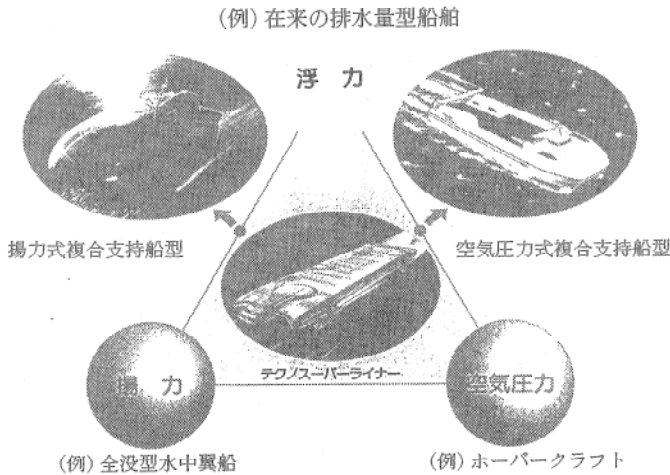 (例) 在来の排水量型船舶
浮 力
揚力式複合支持船型
空気圧力式複合支持船型
テクノスーパーライナー
揚 力
空気圧力
(例) 全没型水中翼船
(例) ホーバークラフト